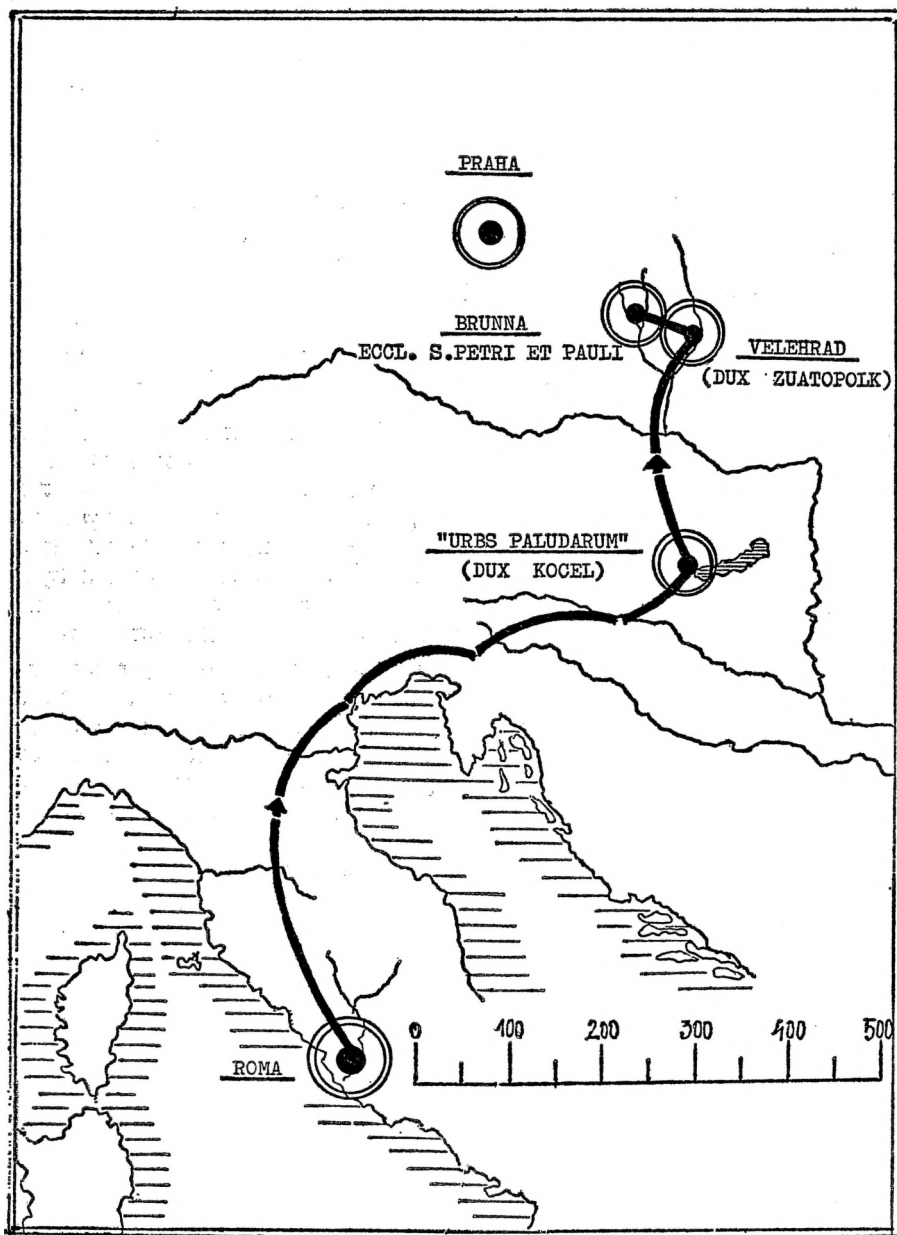 PRAHA
BRUNNA
ECCL. S.PETRI ET PAULI
VELEHRAD
(DUX ZUATOPOLK)
"URBS PALUDARUM"
(DUX KOCEL)
ROMA
0 100 200 300 400 500